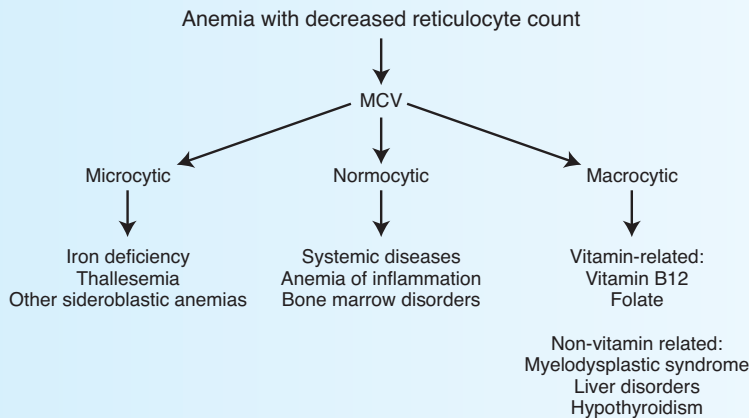 Anemia with decreased reticulocyte count
MCV
Microcytic
Normocytic
Macrocytic
Iron deficiency
Thallesemia
Other sideroblastic anemias
Systemic diseases
Anemia of inflammation
Bone marrow disorders
Vitamin-related:
Vitamin B12
Folate
Non-vitamin related:
Myelodysplastic syndrome
Liver disorders
Hypothyroidism